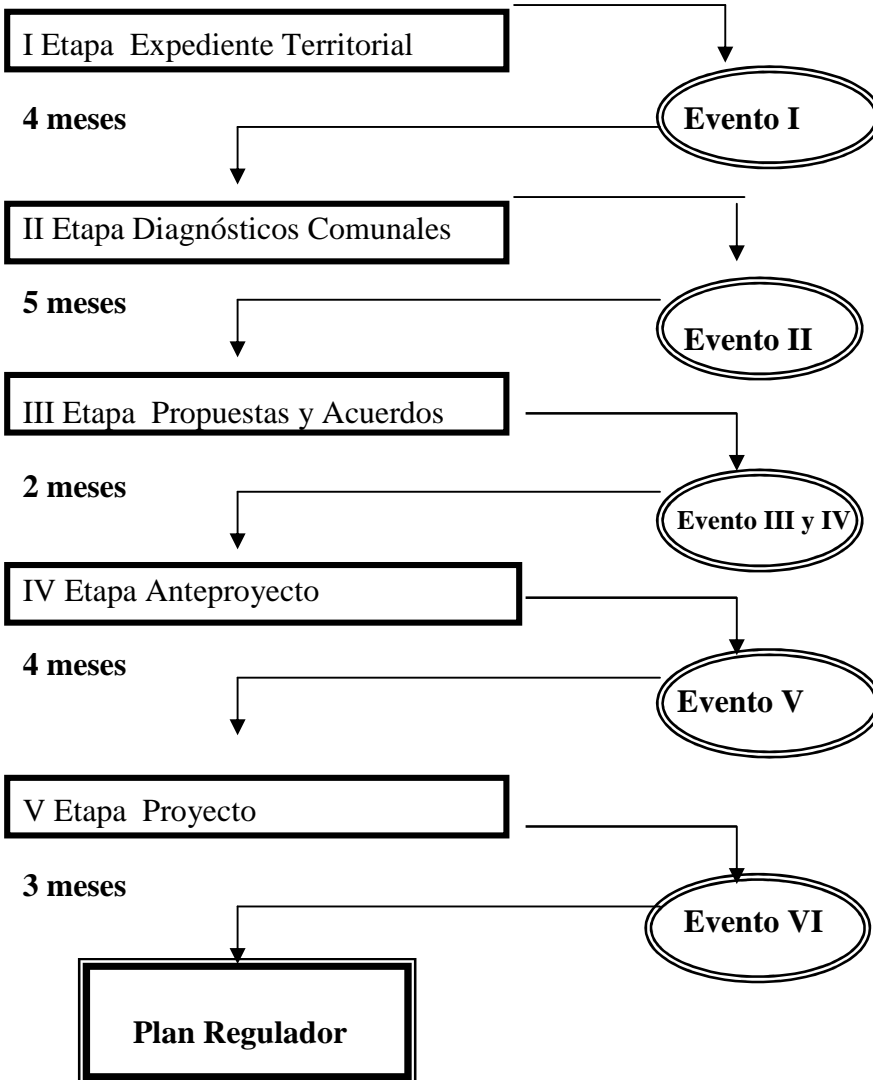 I Etapa Expediente Territorial
4 meses
Evento I
II Etapa Diagnósticos Comunales
5 meses
Evento II
III Etapa Propuestas y Acuerdos
2 meses
Evento III y IV
IV Etapa Anteproyecto
4 meses
Evento V
V Etapa Proyecto
3 meses
Evento VI
Plan Regulador